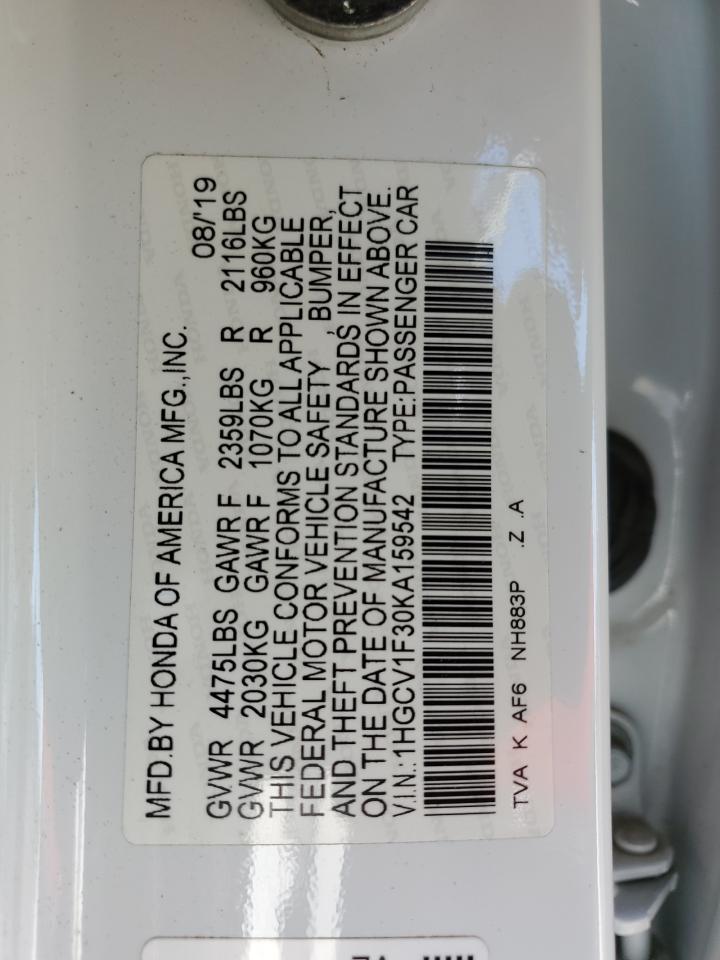 MFD.BY HONDA OF AMERICA MFG.,INC. 08/'19
GVWR 4475LBS GAWR F 2359LBS R 2116LBS
GVWR 2030KG GAWR F 1070KG R 960KG
THIS VEHICLE CONFORMS TO ALL APPLICABLE
FEDERAL MOTOR VEHICLE SAFETY , BUMPER,
AND THEFT PREVENTION STANDARDS IN EFFECT
ON THE DATE OF MANUFACTURE SHOWN ABOVE.
V.I.N.: 1HGCV1F30KA159542 TYPE:PASSENGER CAR
TVA K AF6 NH883P .Z .A